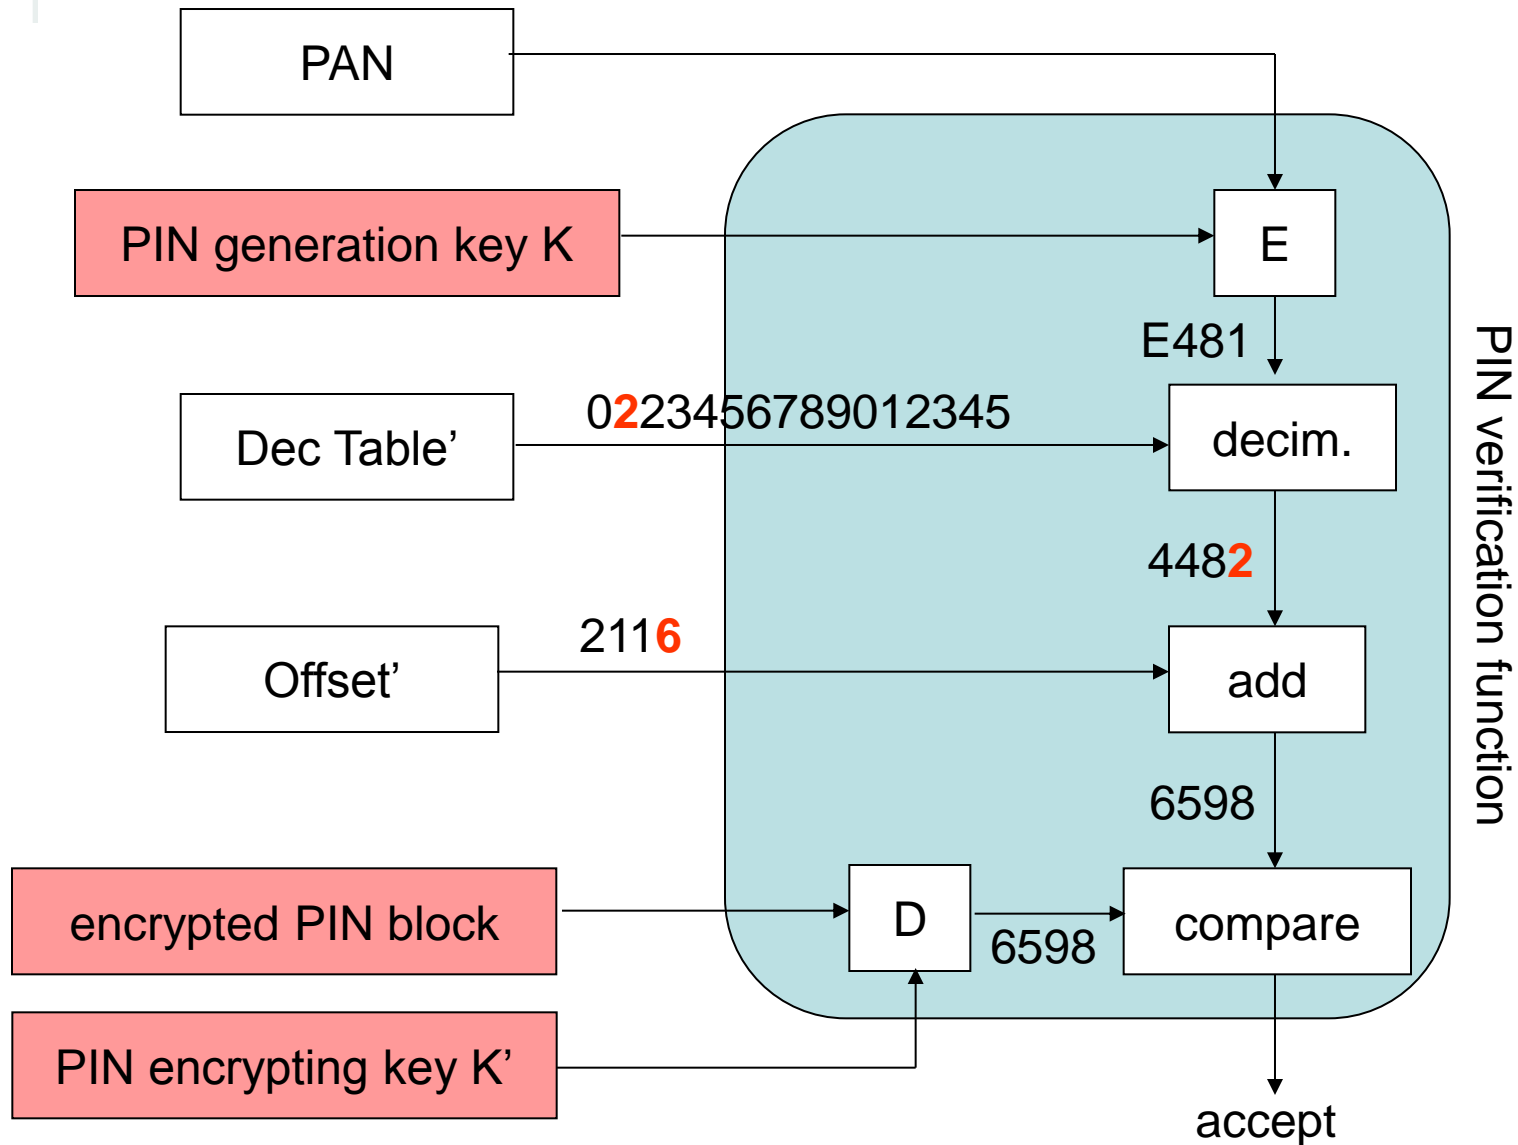 PAN
PIN generation key K
E
E481
Dec Table’
0223456789012345
decim.
4482
Offset’
2116
add
6598
encrypted PIN block
D
6598
compare
PIN encrypting key K’
accept
PIN verification function